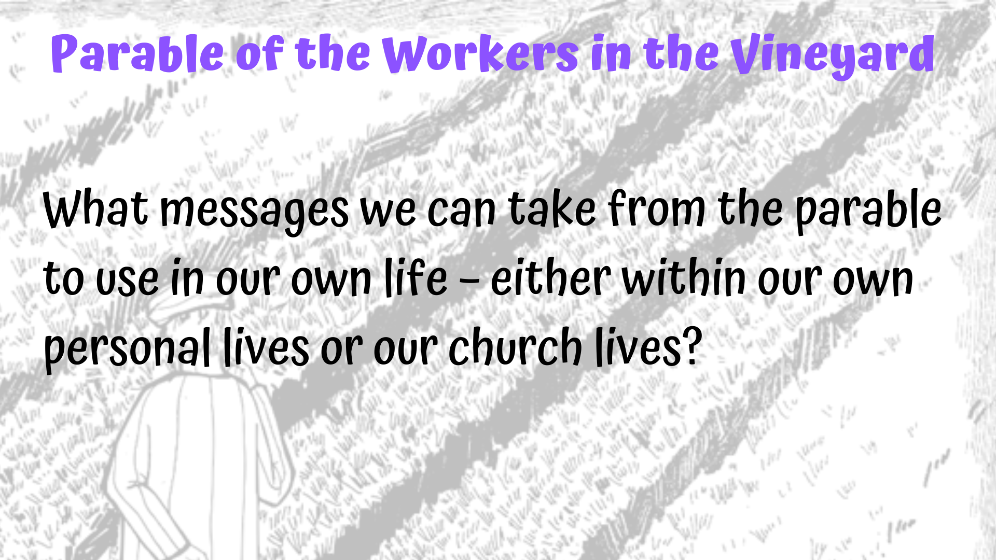 Parable of the Workers in the Vineyard
What messages we can take from the parable
to use in our own life – either within our own
personal lives or our church lives?